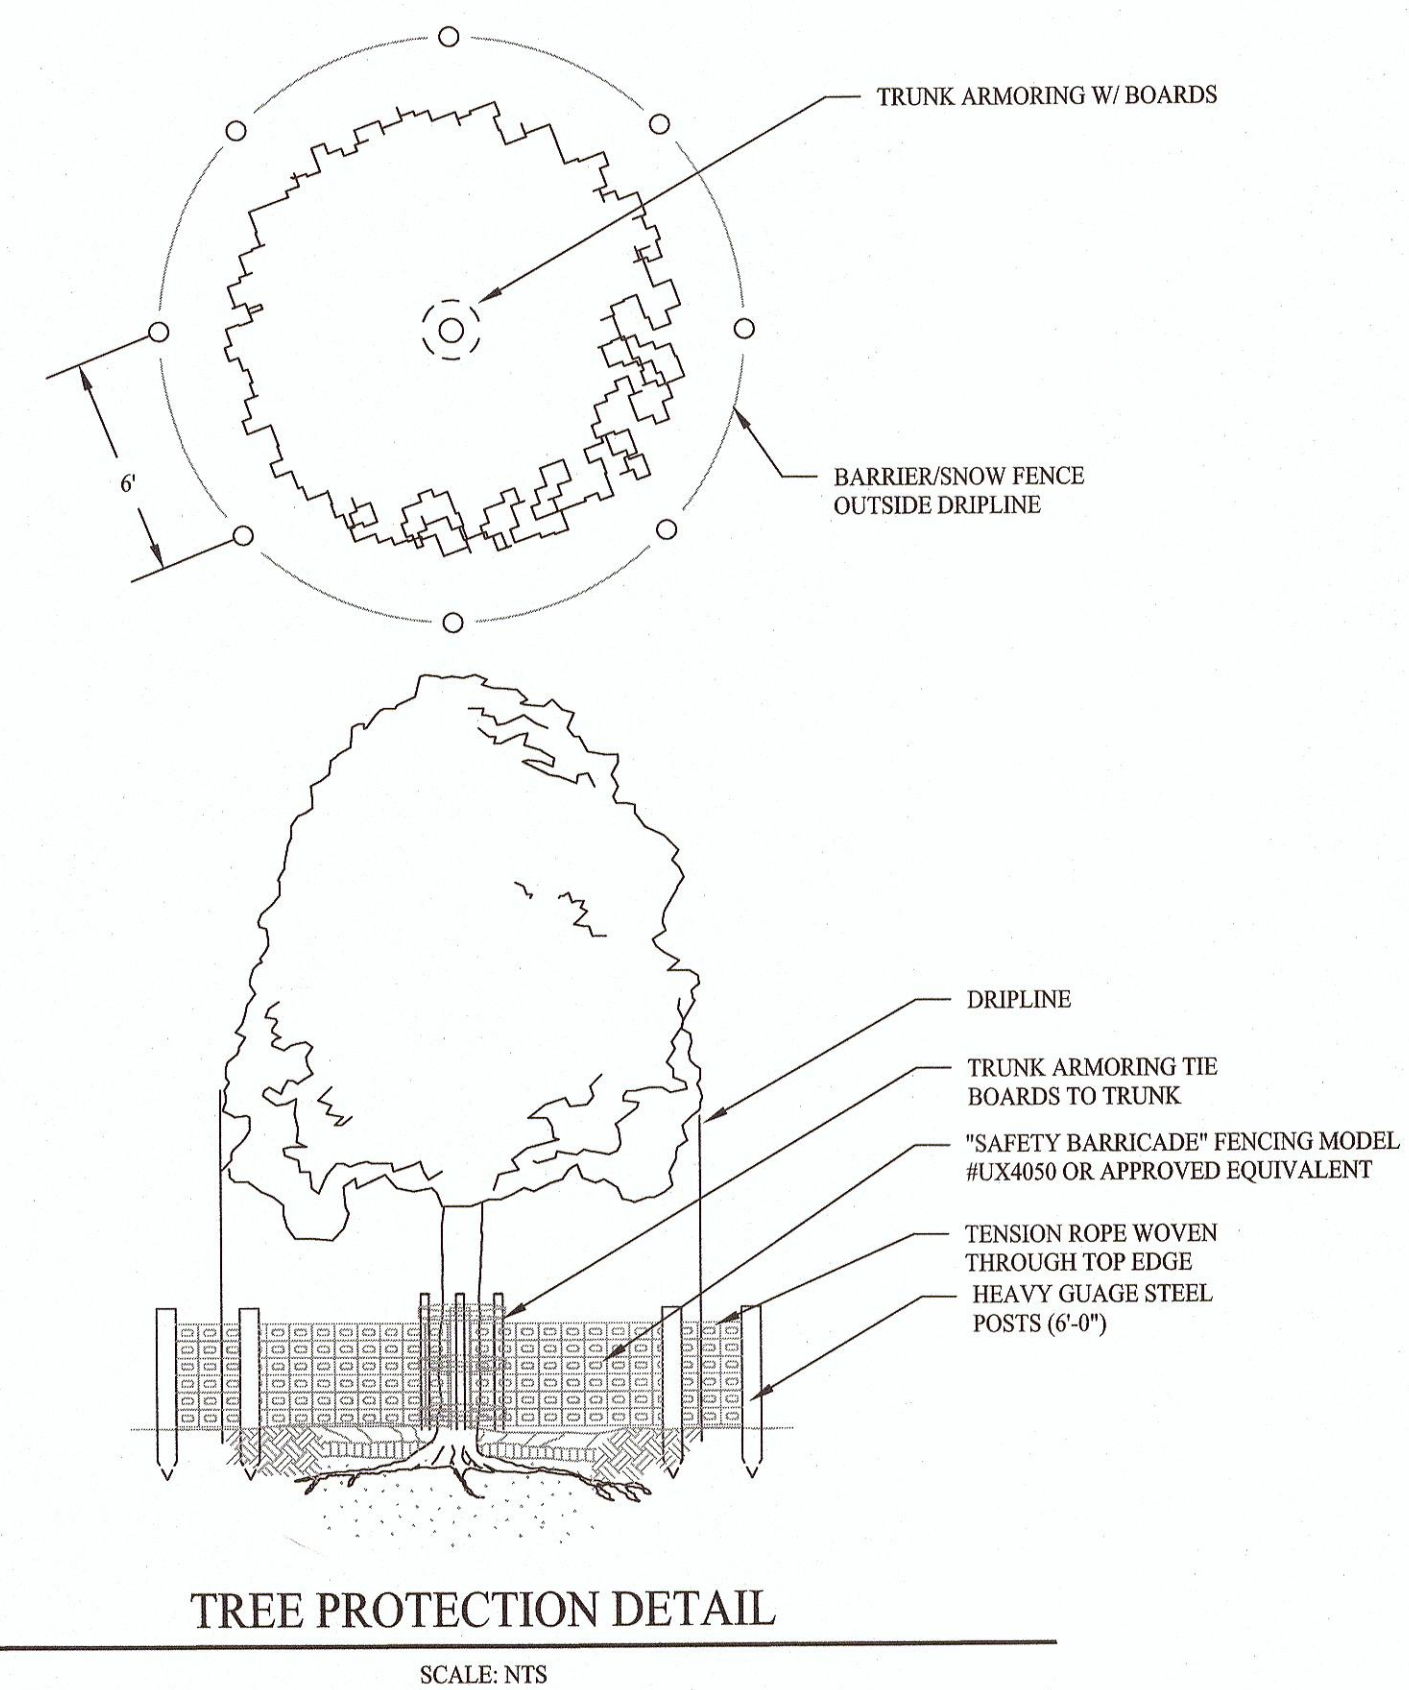 TRUNK ARMORING W/ BOARDS
6'
BARRIER/SNOW FENCE
OUTSIDE DRIPLINE
DRIPLINE
TRUNK ARMORING TIE
BOARDS TO TRUNK
"SAFETY BARRICADE" FENCING MODEL
#UX4050 OR APPROVED EQUIVALENT
TENSION ROPE WOVEN
THROUGH TOP EDGE
HEAVY GUAGE STEEL
POSTS (6'-0")
TREE PROTECTION DETAIL
SCALE: NTS